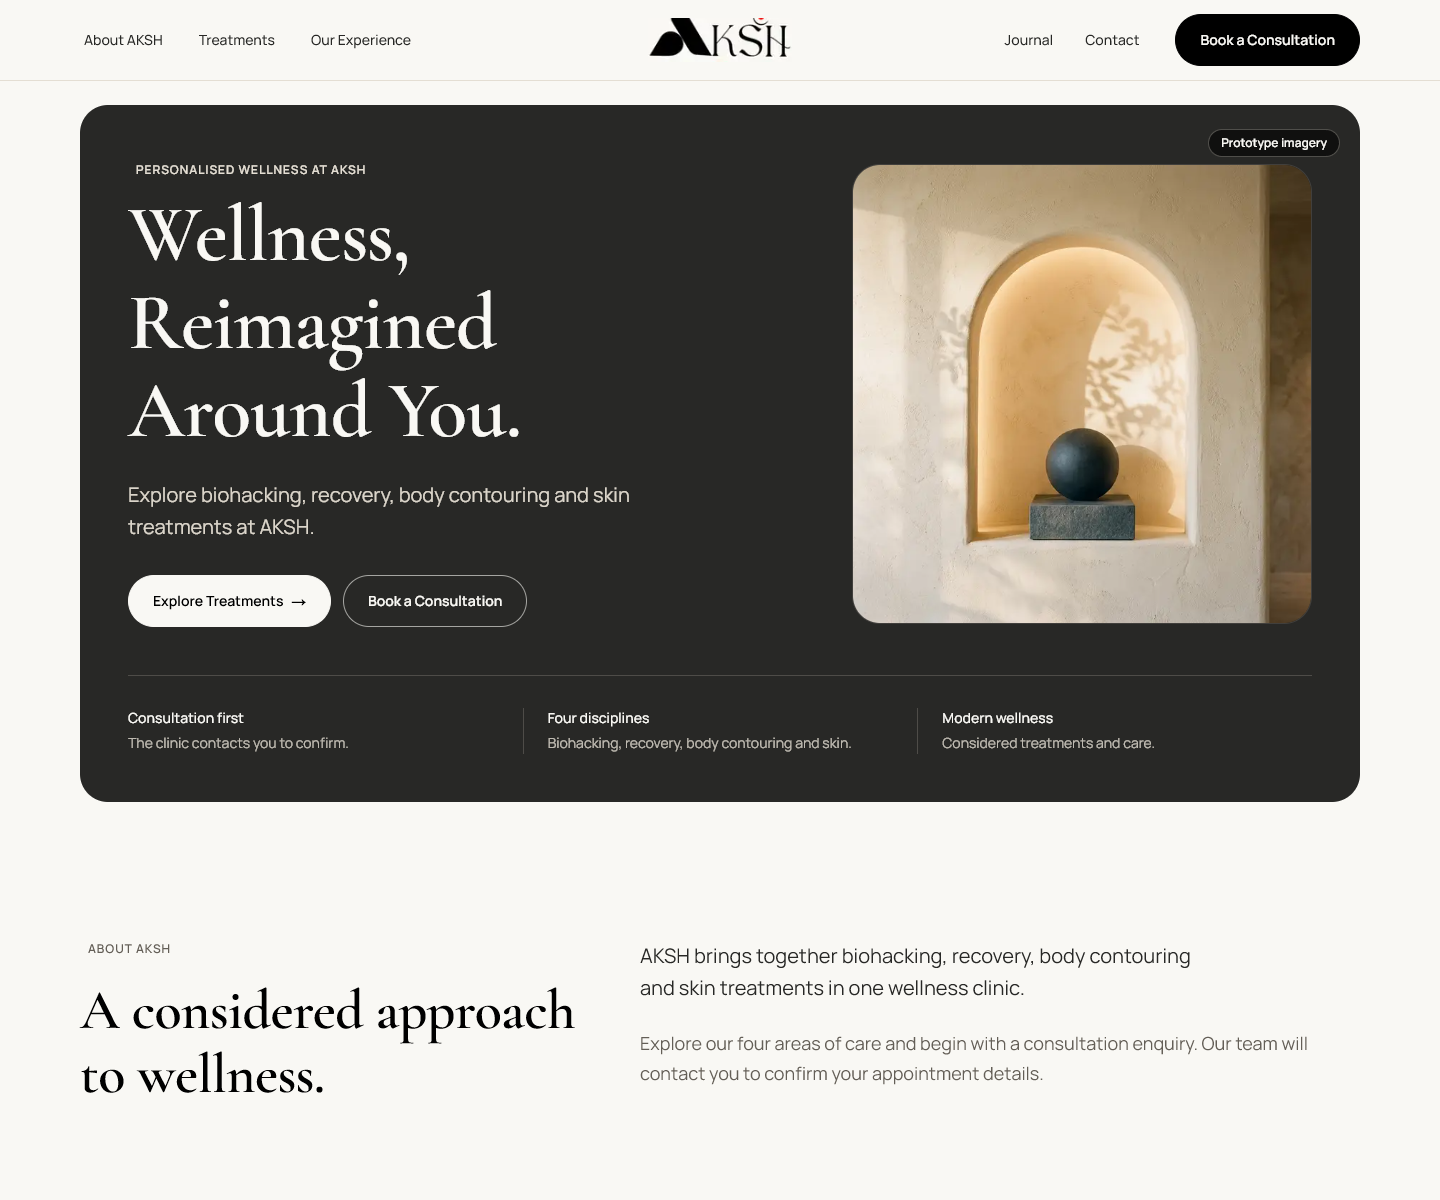 About AKSH
Treatments
Our Experience
AKSH
Journal
Contact
Book a Consultation
Prototype imagery
PERSONALISED WELLNESS AT AKSH
Wellness,
Reimagined
Around You.
Explore biohacking, recovery, body contouring and skin
treatments at AKSH.
Explore Treatments →
Book a Consultation
Consultation first
The clinic contacts you to confirm.
Four disciplines
Biohacking, recovery, body contouring and skin.
Modern wellness
Considered treatments and care.
ABOUT AKSH
A considered approach
to wellness.
AKSH brings together biohacking, recovery, body contouring
and skin treatments in one wellness clinic.
Explore our four areas of care and begin with a consultation enquiry. Our team will
contact you to confirm your appointment details.